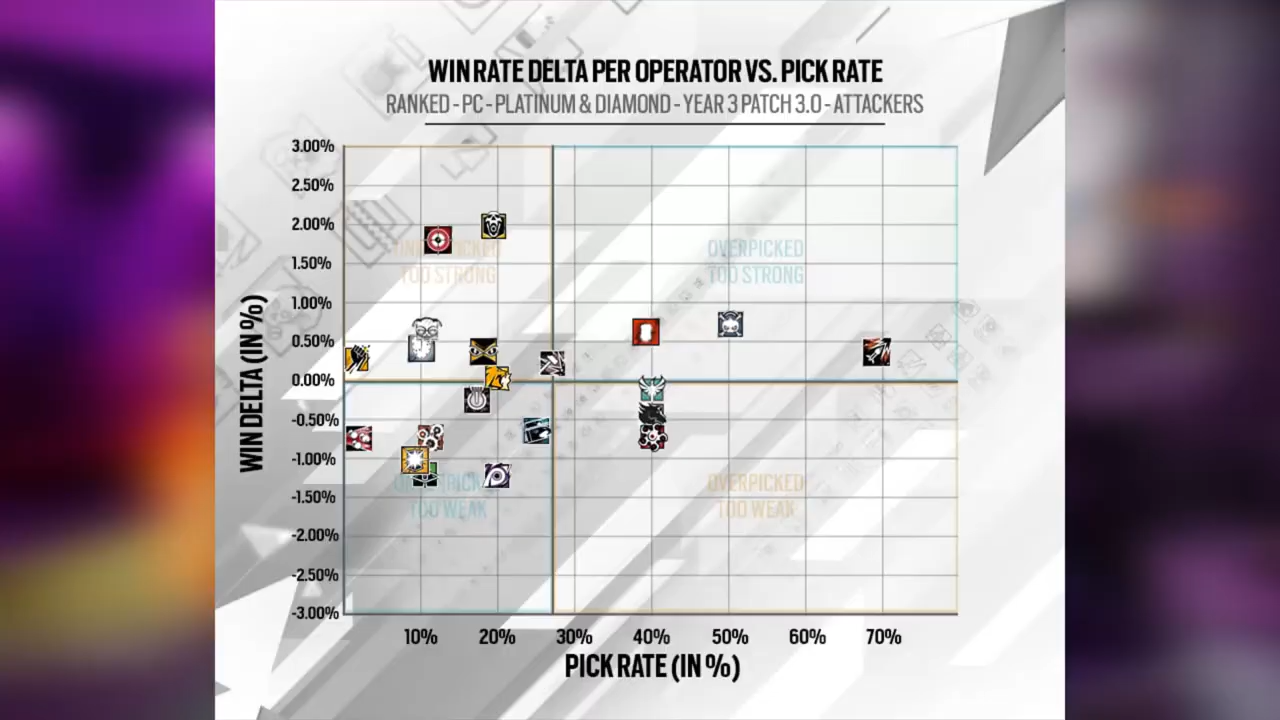 WIN RATE DELTA PER OPERATOR VS. PICK RATE
RANKED - PC - PLATINUM & DIAMOND - YEAR 3 PATCH 3.0 - ATTACKERS
3.00%
2.50%
2.00%
1.50%
1.00%
0.50%
0.00%
-0.50%
-1.00%
-1.50%
-2.00%
-2.50%
-3.00%
WIN DELTA (IN %)
TOO STRONG
OVERPICKED
TOO STRONG
TOO WEAK
OVERPICKED
TOO WEAK
10%
20%
30%
40%
50%
60%
70%
PICK RATE (IN %)